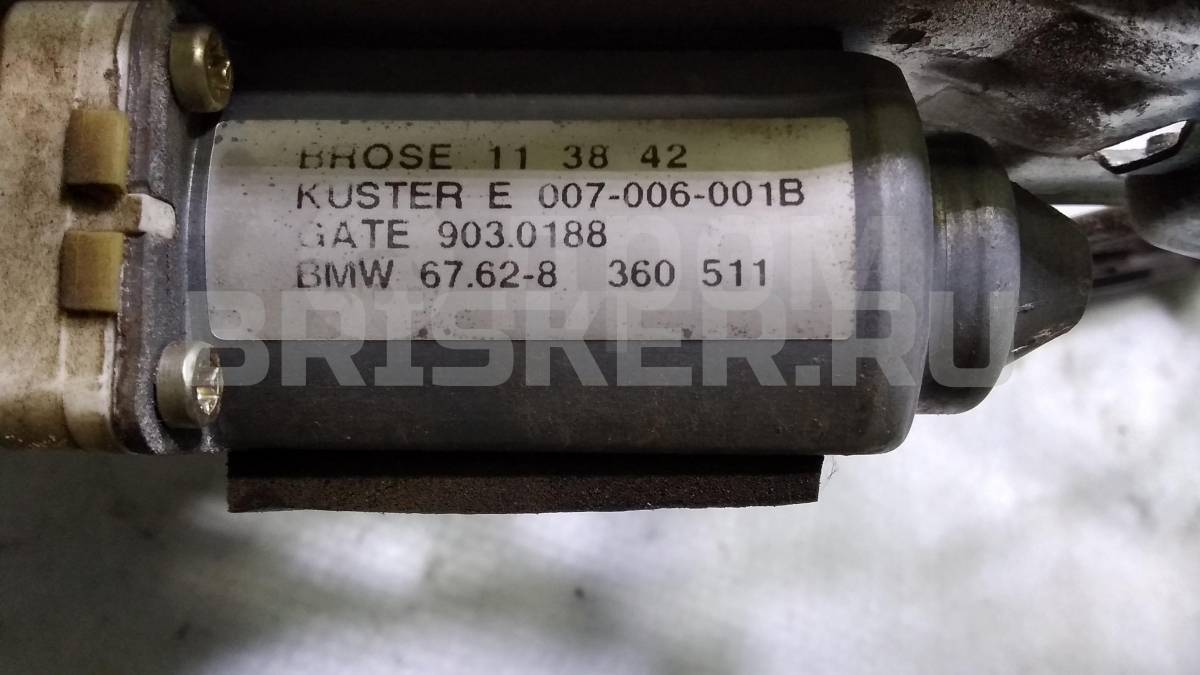 BROSE 11 38 42
KUSTER E 007-006-001B
GATE 903.0188
BMW 67.62-8 360 511
BRISKER.RU